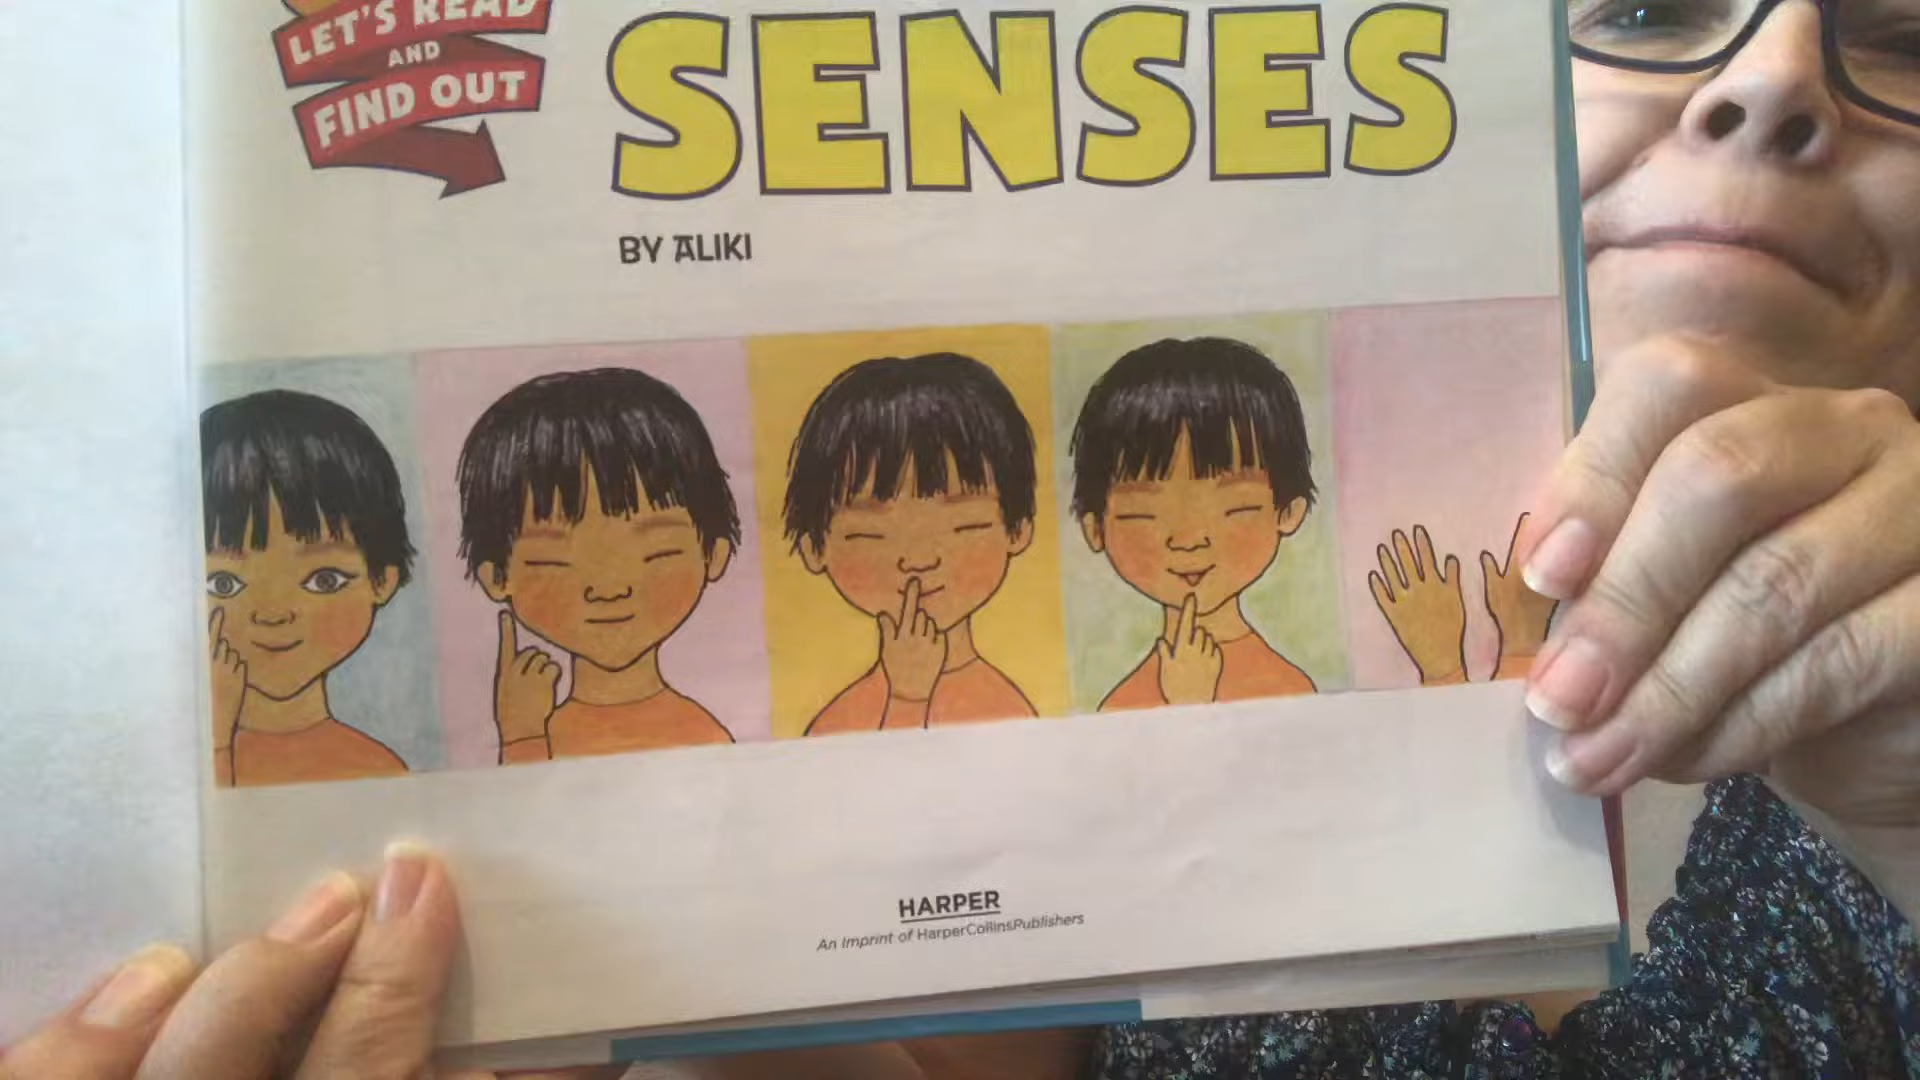 LET'S READ
AND
FIND OUT
SENSES
BY ALIKI
HARPER
An Imprint of HarperCollinsPublishers